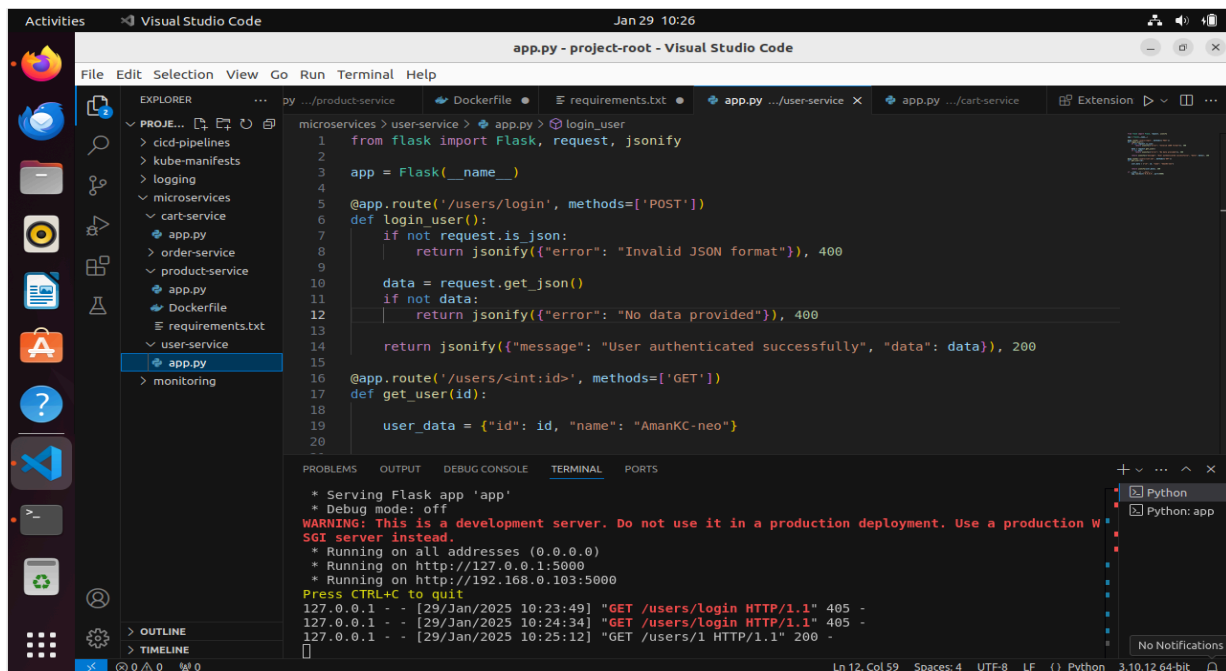 Activities Visual Studio Code Jan 29 10:26
app.py - project-root - Visual Studio Code
File Edit Selection View Go Run Terminal Help
EXPLORER
PROJE...
cicd-pipelines
kube-manifests
logging
microservices
cart-service
app.py
order-service
product-service
app.py
Dockerfile
requirements.txt
user-service
app.py
monitoring
OUTLINE
TIMELINE
2
py .../product-service Dockerfile requirements.txt app.py .../user-service app.py .../cart-service Extension
microservices > user-service > app.py > login_user
1 from flask import Flask, request, jsonify
2
3 app = Flask(__name__)
4
5 @app.route('/users/login', methods=['POST'])
6 def login_user():
7 if not request.is_json:
8 return jsonify({"error": "Invalid JSON format"}), 400
9
10 data = request.get_json()
11 if not data:
12 return jsonify({"error": "No data provided"}), 400
13
14 return jsonify({"message": "User authenticated successfully", "data": data}), 200
15
16 @app.route('/users/<int:id>', methods=['GET'])
17 def get_user(id):
18
19 user_data = {"id": id, "name": "AmanKC-neo"}
20
PROBLEMS OUTPUT DEBUG CONSOLE TERMINAL PORTS
* Serving Flask app 'app'
* Debug mode: off
WARNING: This is a development server. Do not use it in a production deployment. Use a production W
SGI server instead.
* Running on all addresses (0.0.0.0)
* Running on http://127.0.0.1:5000
* Running on http://192.168.0.103:5000
Press CTRL+C to quit
127.0.0.1 - - [29/Jan/2025 10:23:49] "GET /users/login HTTP/1.1" 405 -
127.0.0.1 - - [29/Jan/2025 10:24:34] "GET /users/login HTTP/1.1" 405 -
127.0.0.1 - - [29/Jan/2025 10:25:12] "GET /users/1 HTTP/1.1" 200 -
Python
Python: app
No Notifications
0 0 0 Ln 12, Col 59 Spaces: 4 UTF-8 LF {} Python 3.10.12 64-bit